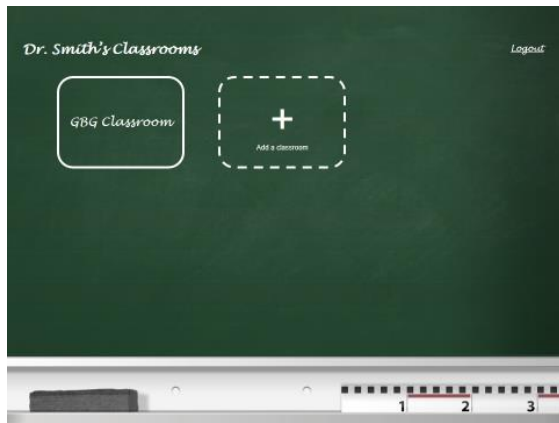 Dr. Smith's Classrooms
Logout
GBG Classroom
+
Add a classroom
1 2 3